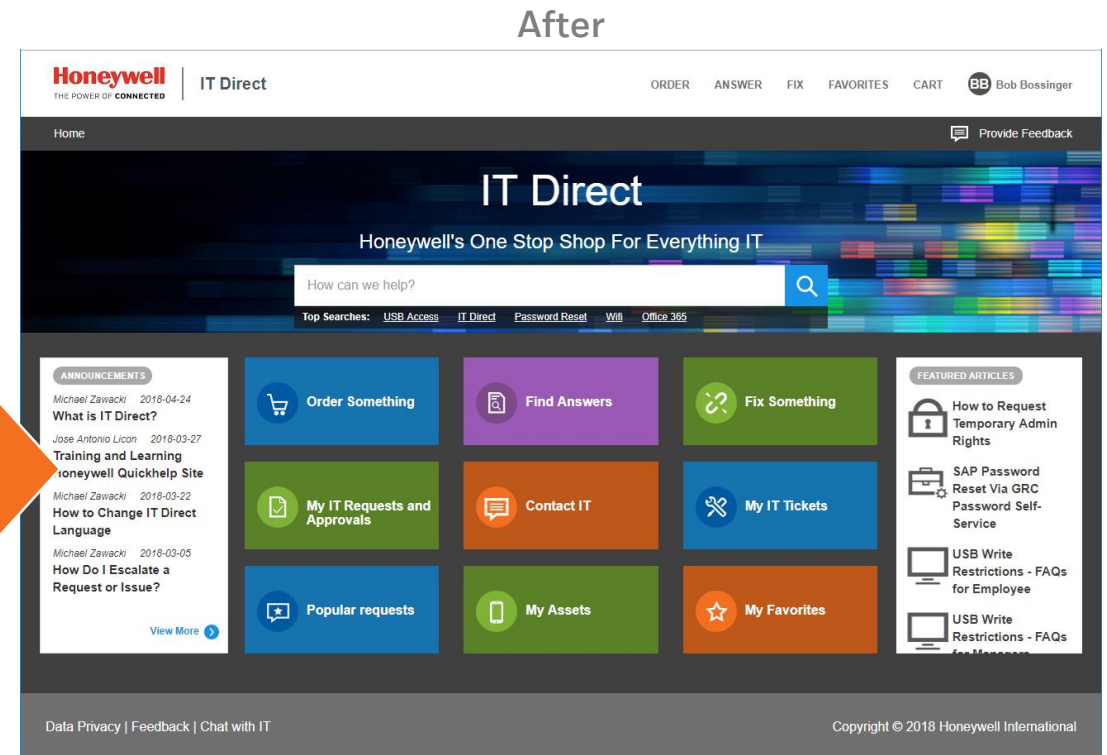 After
Honeywell
THE POWER OF CONNECTED
IT Direct
ORDER ANSWER FIX FAVORITES CART BB Bob Bossinger
Home
Provide Feedback
IT Direct
Honeywell's One Stop Shop For Everything IT
How can we help?
Top Searches: USB Access IT Direct Password Reset Wifi Office 365
ANNOUNCEMENTS
Michael Zawacki 2018-04-24
What is IT Direct?
Jose Antonio Licon 2018-03-27
Training and Learning
Honeywell Quickhelp Site
Michael Zawacki 2018-03-22
How to Change IT Direct
Language
Michael Zawacki 2018-03-05
How Do I Escalate a
Request or Issue?
View More
Order Something
Find Answers
Fix Something
My IT Requests and
Approvals
Contact IT
My IT Tickets
Popular requests
My Assets
My Favorites
FEATURED ARTICLES
How to Request
Temporary Admin
Rights
SAP Password
Reset Via GRC
Password Self-
Service
USB Write
Restrictions - FAQs
for Employee
USB Write
Restrictions - FAQs
for Managers
Data Privacy | Feedback | Chat with IT
Copyright © 2018 Honeywell International